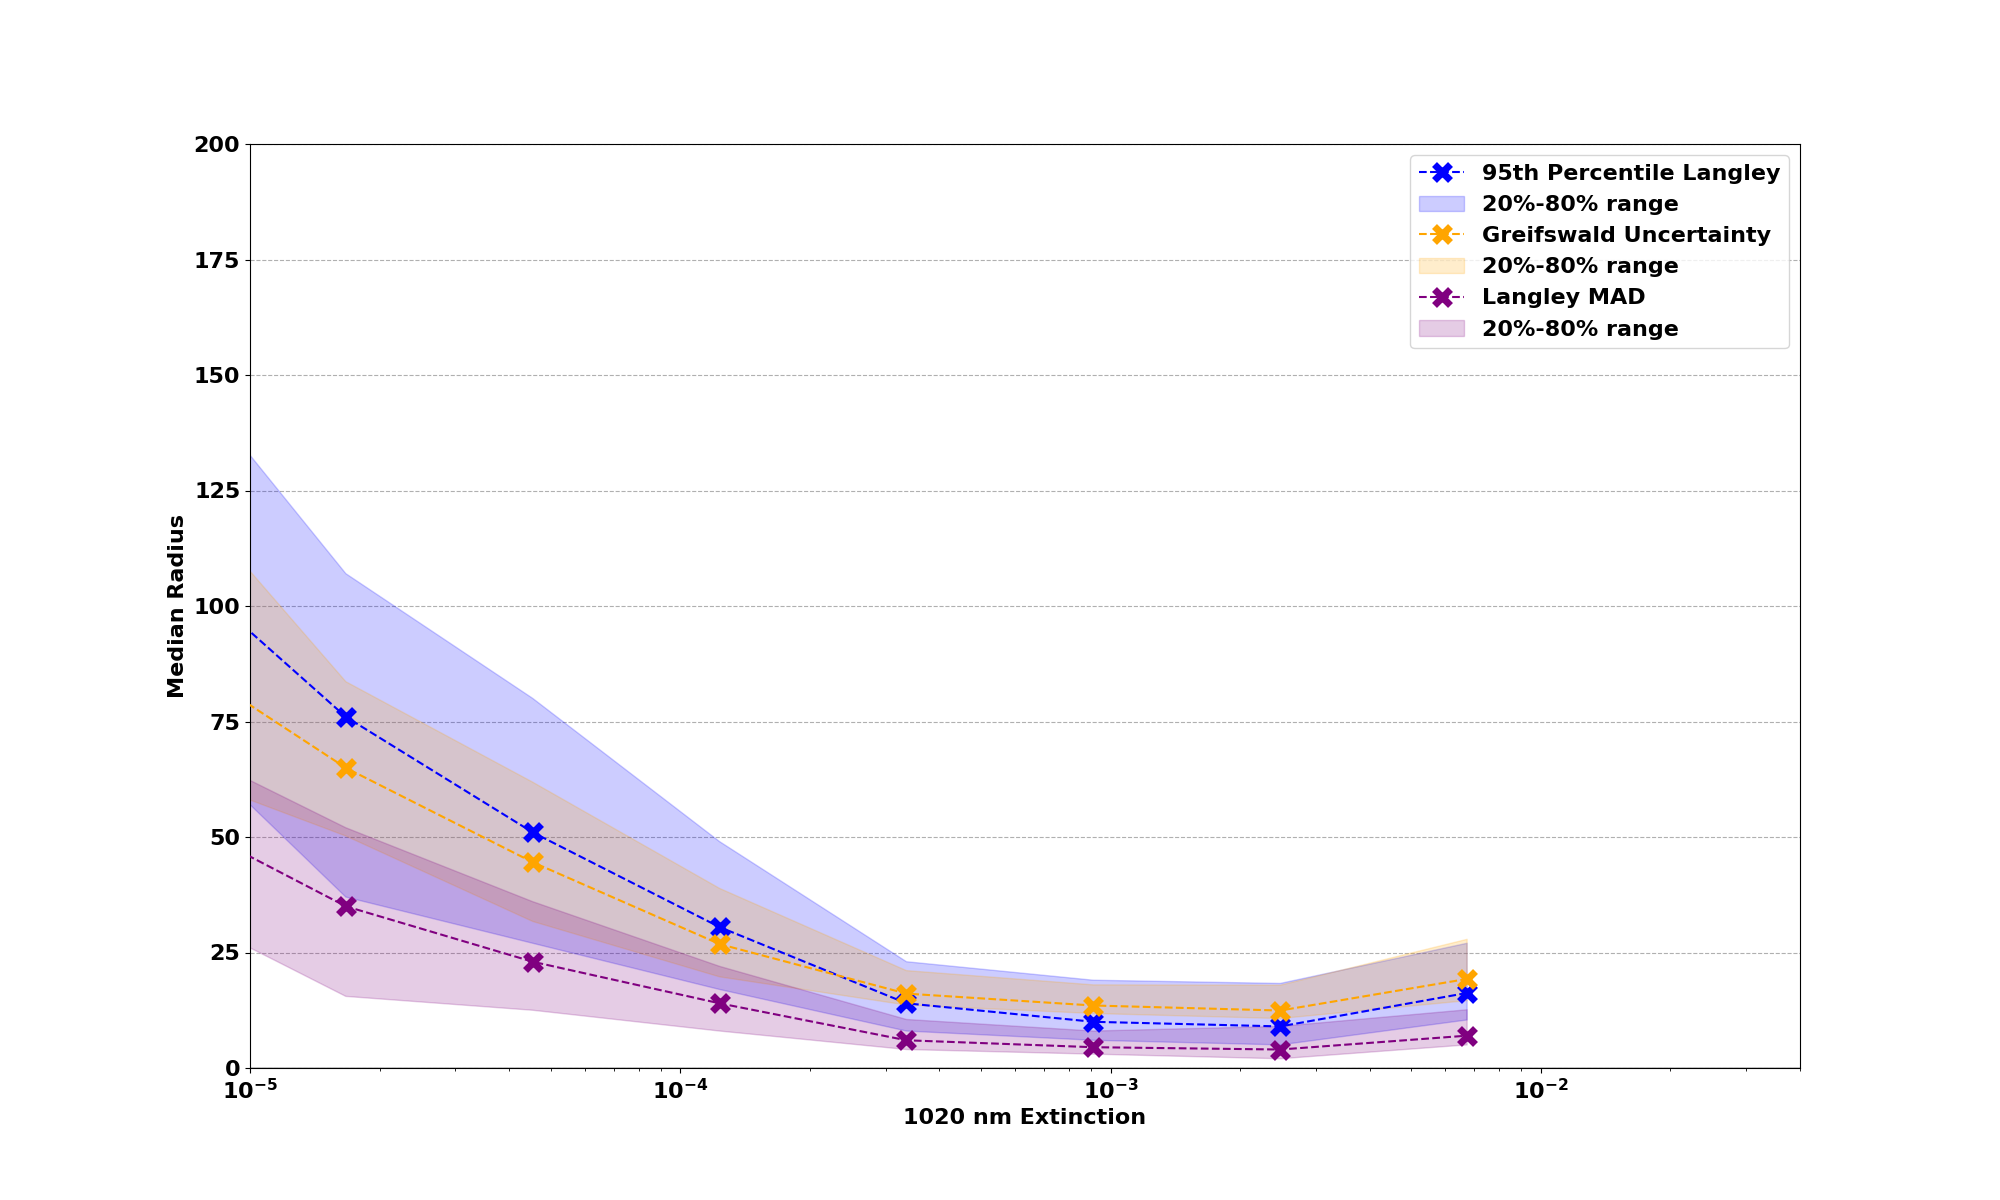 200
175
150
125
100
75
50
25
0
Median Radius
10⁻⁵
10⁻⁴
10⁻³
10⁻²
1020 nm Extinction
95th Percentile Langley
20%-80% range
Greifswald Uncertainty
20%-80% range
Langley MAD
20%-80% range